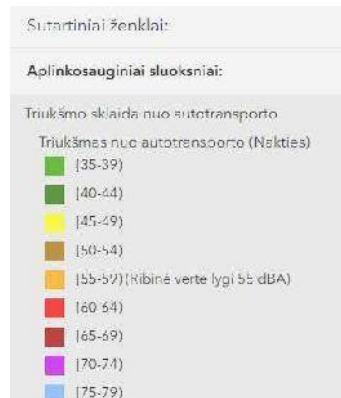 Sutartiniai ženklai:
Aplinkosauginiai sluoksniai:
Triukšmo sklaida nuo autotransporto
Triukšmas nuo autotransporto (Nakties)
(35-39)
(40-44)
(45-49)
(50-54)
(55-59)(Ribinė vertė lygi 55 dBA)
(60-64)
(65-69)
(70-74)
(75-79)